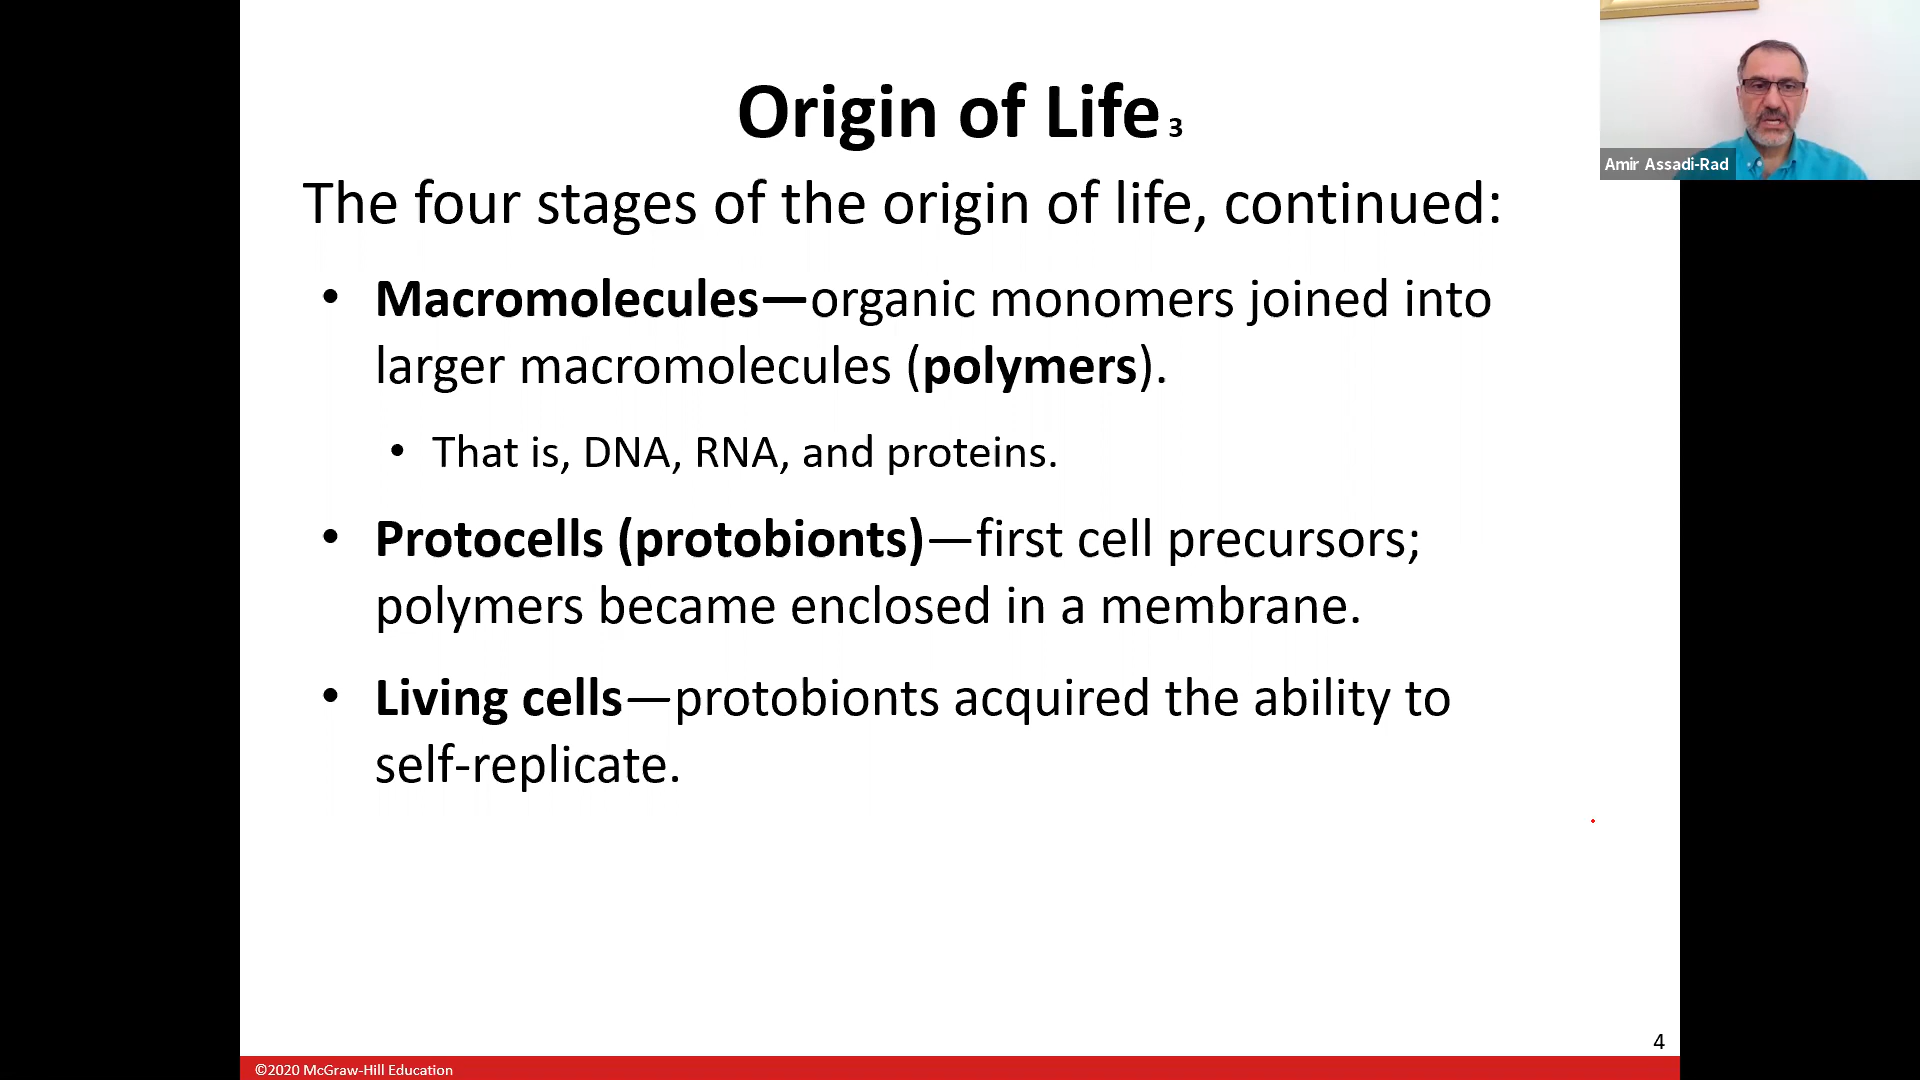 Origin of Life 3
Amir Assadi-Rad
The four stages of the origin of life, continued:
• Macromolecules—organic monomers joined into
larger macromolecules (polymers).
• That is, DNA, RNA, and proteins.
• Protocells (protobionts)—first cell precursors;
polymers became enclosed in a membrane.
• Living cells—protobionts acquired the ability to
self-replicate.
4
©2020 McGraw-Hill Education